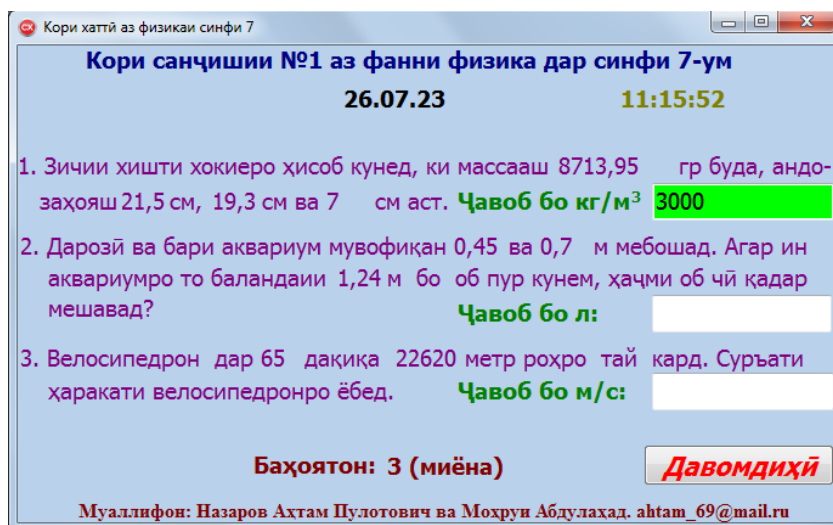 Кори хаттӣ аз физикаи синфи 7
Кори санҷишии №1 аз фанни физика дар синфи 7-ум
26.07.23 11:15:52
1. Зичии хишти хокиеро ҳисоб кунед, ки массааш 8713,95 гр буда, андо-
заҳояш 21,5 см, 19,3 см ва 7 см аст. Ҷавоб бо кг/м³ 3000
2. Дарозӣ ва бари аквариум мувофиқан 0,45 ва 0,7 м мебошад. Агар ин
аквариумро то баландаии 1,24 м бо об пур кунем, ҳаҷми об чӣ қадар
мешавад? Ҷавоб бо л:
3. Велосипедрон дар 65 дақиқа 22620 метр роҳро тай кард. Суръати
ҳаракати велосипедронро ёбед. Ҷавоб бо м/с:
Баҳоятон: 3 (миёна) Давомдиҳӣ
Муаллифон: Назаров Аҳтам Пулотович ва Моҳруи Абдулаҳад. ahtam_69@mail.ru